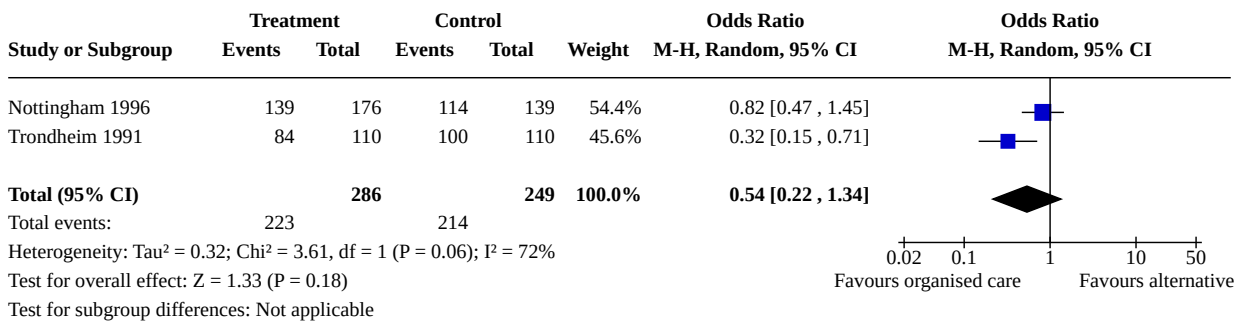 Treatment Control Odds Ratio Odds Ratio
Study or Subgroup Events Total Events Total Weight M-H, Random, 95% CI M-H, Random, 95% CI
Nottingham 1996 139 176 114 139 54.4% 0.82 [0.47 , 1.45]
Trondheim 1991 84 110 100 110 45.6% 0.32 [0.15 , 0.71]
Total (95% CI) 286 249 100.0% 0.54 [0.22 , 1.34]
Total events: 223 214
Heterogeneity: Tau² = 0.32; Chi² = 3.61, df = 1 (P = 0.06); I² = 72%
0.02 0.1 1 10 50
Test for overall effect: Z = 1.33 (P = 0.18)
Favours organised care Favours alternative
Test for subgroup differences: Not applicable